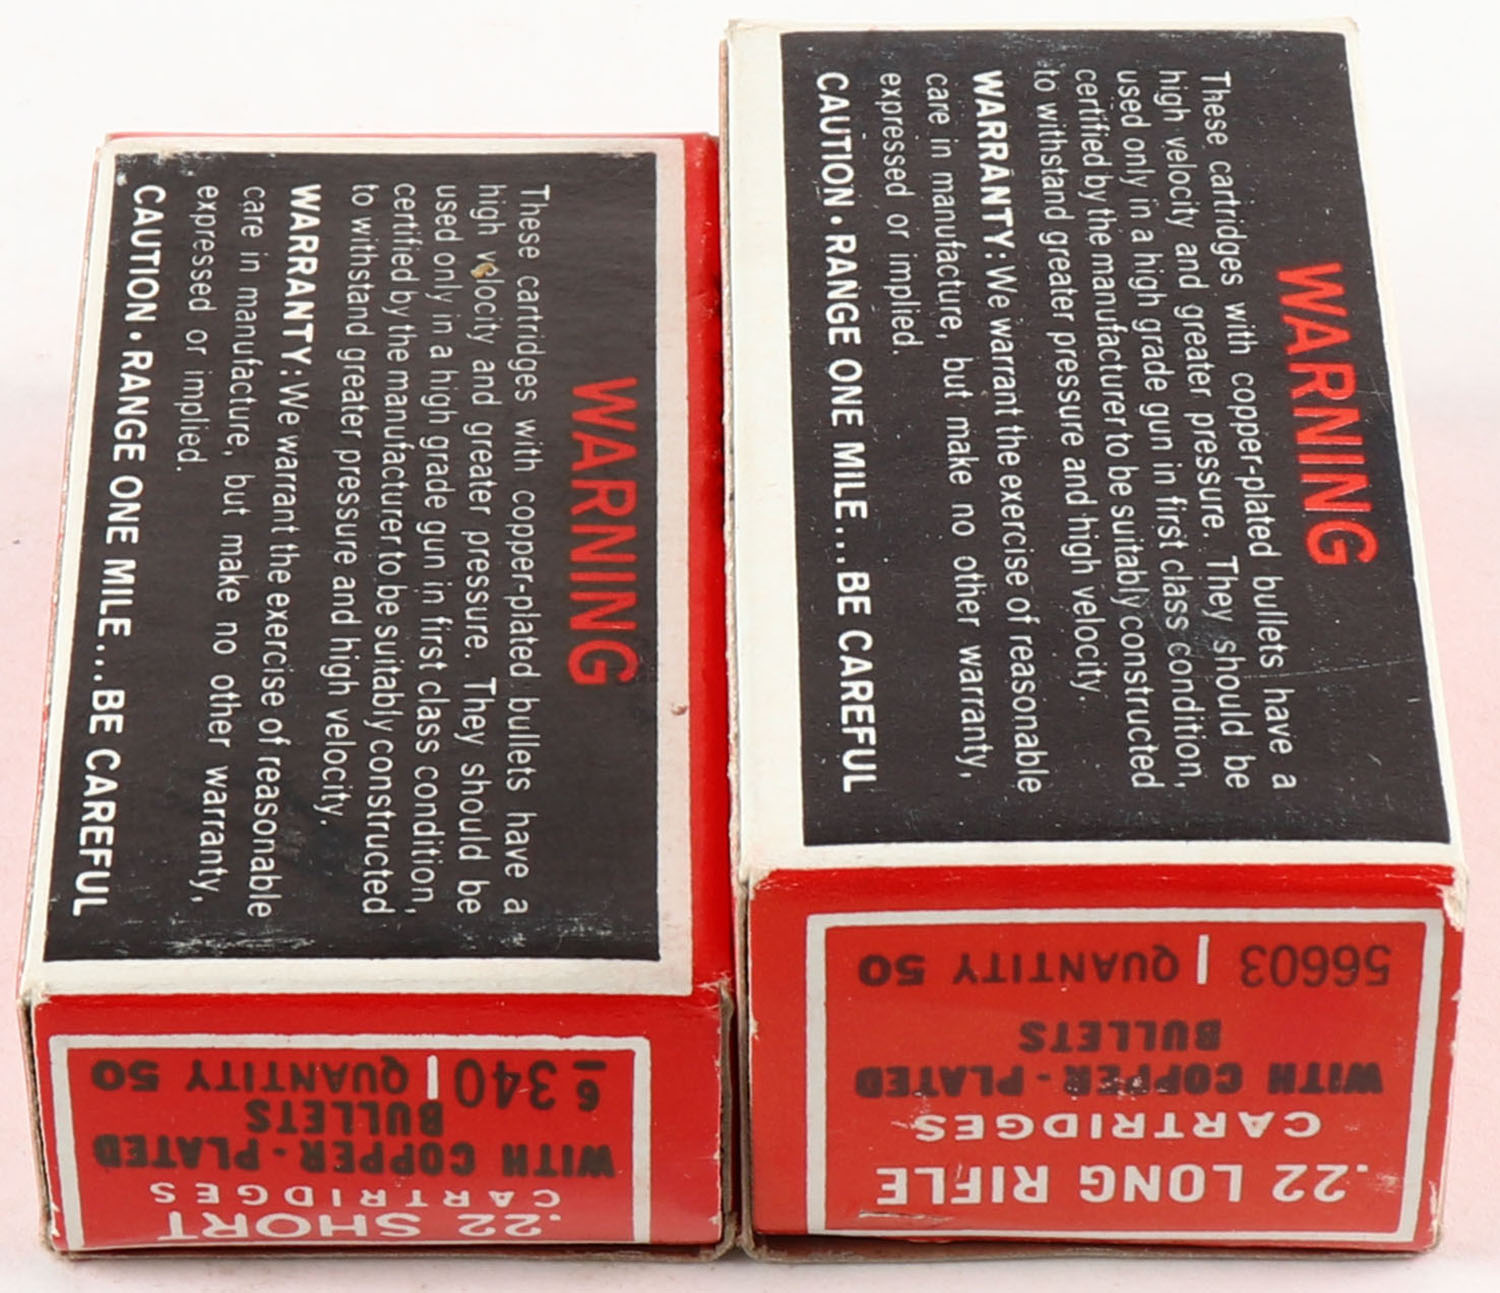 WARNING
These cartridges with copper-plated bullets have a
high velocity and greater pressure. They should be
used only in a high grade gun in first class condition,
certified by the manufacturer to be suitably constructed
to withstand greater pressure and high velocity.
WARRANTY: We warrant the exercise of reasonable
care in manufacture, but make no other warranty,
expressed or implied.
CAUTION • RANGE ONE MILE...BE CAREFUL
.22 SHORT
CARTRIDGES
WITH COPPER-PLATED
BULLETS
6 340 | QUANTITY 50
WARNING
These cartridges with copper-plated bullets have a
high velocity and greater pressure. They should be
used only in a high grade gun in first class condition,
certified by the manufacturer to be suitably constructed
to withstand greater pressure and high velocity.
WARRANTY: We warrant the exercise of reasonable
care in manufacture, but make no other warranty,
expressed or implied.
CAUTION • RANGE ONE MILE...BE CAREFUL
.22 LONG RIFLE
CARTRIDGES
WITH COPPER-PLATED
BULLETS
56603 | QUANTITY 50